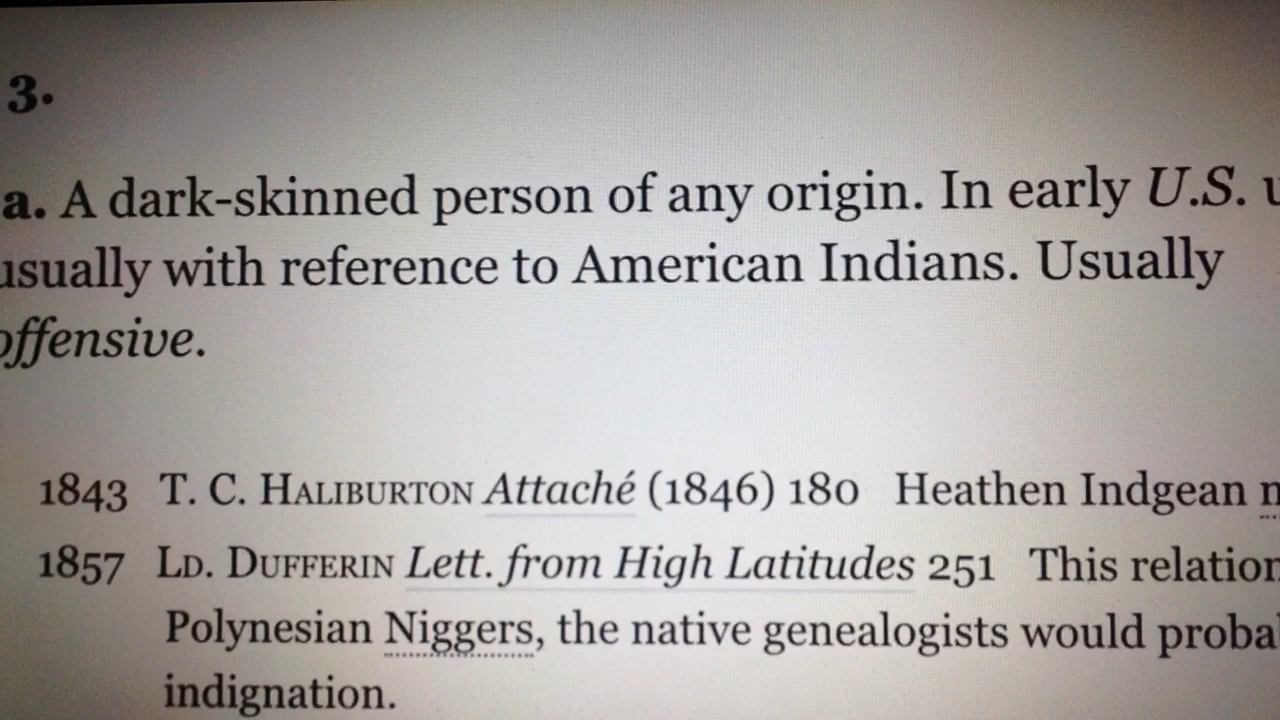 3.
a. A dark-skinned person of any origin. In early U.S. u
usually with reference to American Indians. Usually
offensive.
1843 T. C. HALIBURTON Attaché (1846) 180 Heathen Indgean n
1857 LD. DUFFERIN Lett. from High Latitudes 251 This relation
Polynesian Niggers, the native genealogists would proba
indignation.